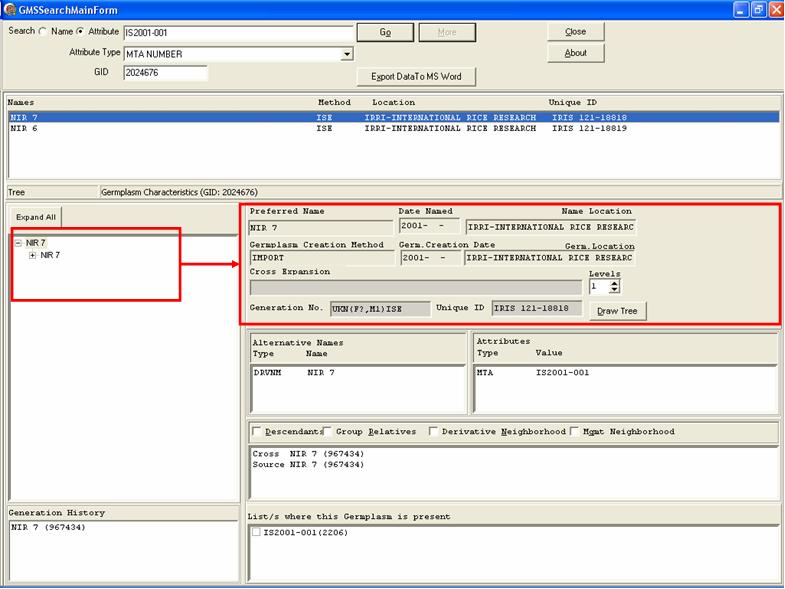 GMSSearchMainForm
Search Name Attribute IS2001-001 Go More Close
Attribute Type MTA NUMBER About
GID 2024676 Export DataTo MS Word
Names Method Location Unique ID
NIR 7 ISE IRRI-INTERNATIONAL RICE RESEARCH IRIS 121-18818
NIR 6 ISE IRRI-INTERNATIONAL RICE RESEARCH IRIS 121-18819
Tree Germplasm Characteristics (GID: 2024676)
Expand All
NIR 7
NIR 7
Preferred Name Date Named Name Location
NIR 7 2001- - IRRI-INTERNATIONAL RICE RESEARC
Germplasm Creation Method Germ.Creation Date Germ.Location
IMPORT 2001- - IRRI-INTERNATIONAL RICE RESEARC
Cross Expansion Levels
1
Generation No. UKN(F?,M1)ISE Unique ID IRIS 121-18818 Draw Tree
Alternative Names
Type Name
DRVNM NIR 7
Attributes
Type Value
MTA IS2001-001
Descendants Group Relatives Derivative Neighborhood Mgmt Neighborhood
Cross NIR 7 (967434)
Source NIR 7 (967434)
Generation History
NIR 7 (967434)
List/s where this Germplasm is present
IS2001-001(2206)